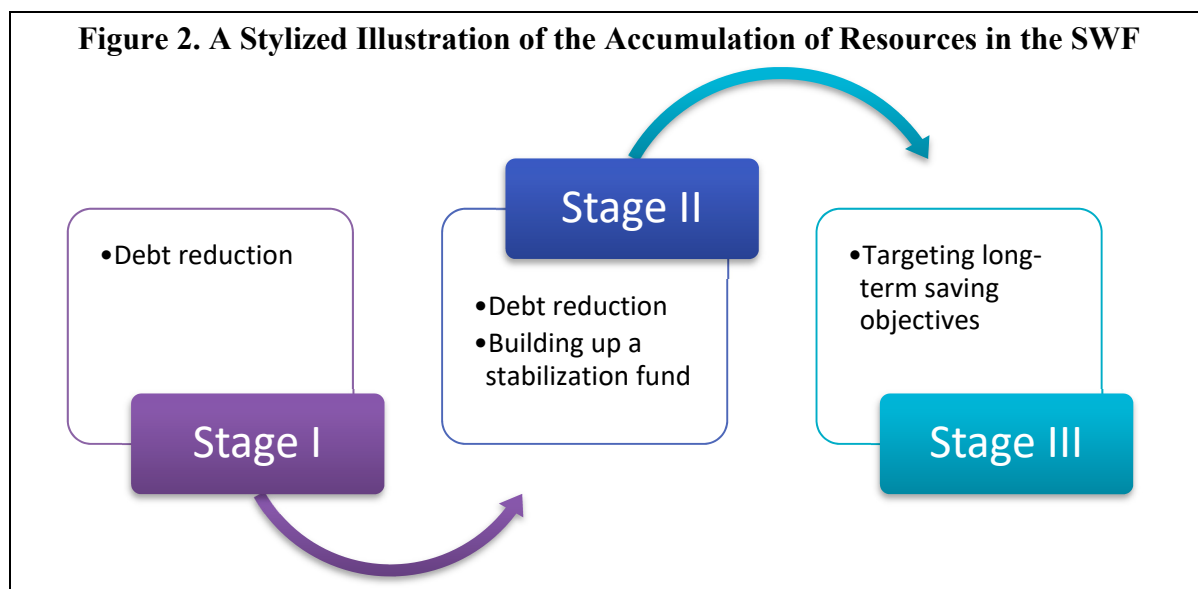 Figure 2. A Stylized Illustration of the Accumulation of Resources in the SWF
•Debt reduction
Stage I
Stage II
•Debt reduction
•Building up a
stabilization fund
•Targeting long-
term saving
objectives
Stage III